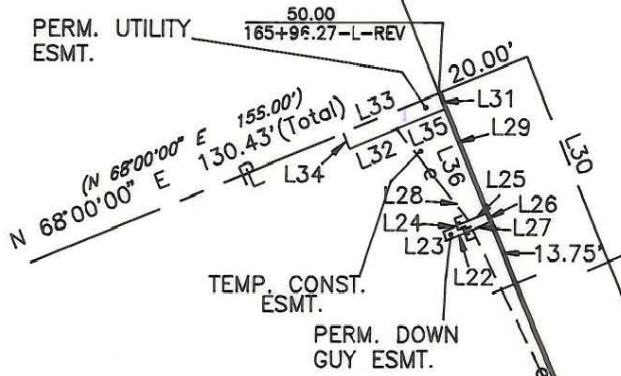 PERM. UTILITY
ESMT.
50.00
165+96.27-L-REV
20.00'
(N 68°00'00" E 155.00')
N 68°00'00" E 130.43'(Total)
L33
L31
L29
L35
L32
L34
L36
L30
L28
L25
L24
L26
L23
L27
L22
13.75'
TEMP. CONST.
ESMT.
PERM. DOWN
GUY ESMT.